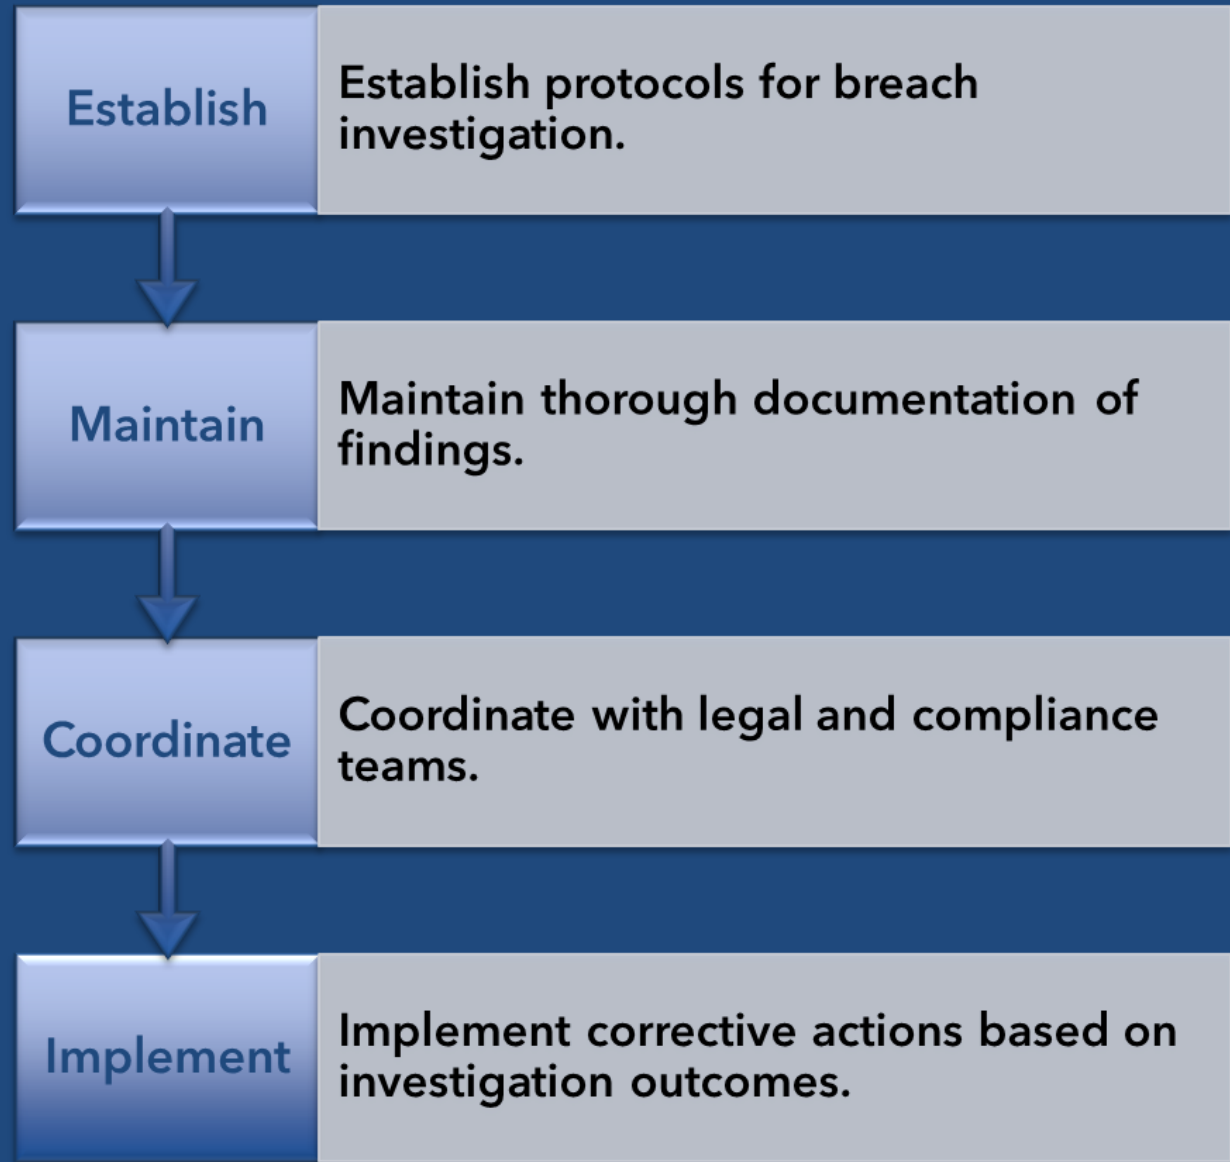 Establish
Establish protocols for breach
investigation.
Maintain
Maintain thorough documentation of
findings.
Coordinate
Coordinate with legal and compliance
teams.
Implement
Implement corrective actions based on
investigation outcomes.